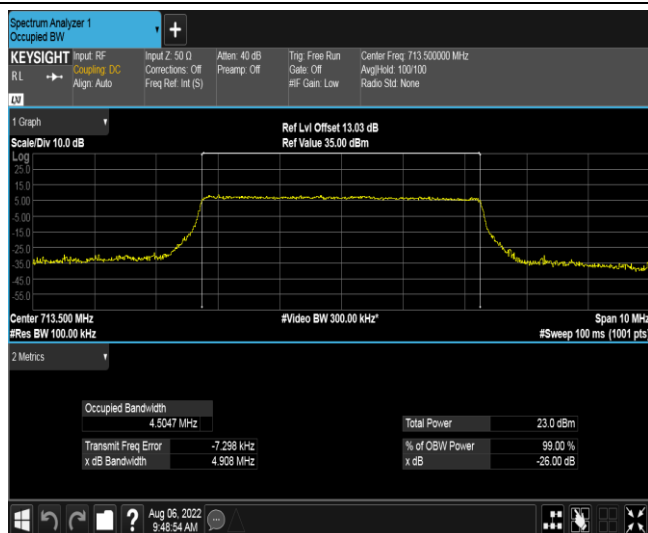 Spectrum Analyzer 1
Occupied BW
KEYSIGHT
R L
LXI
Input: RF
Coupling: DC
Align: Auto
Input Z: 50 Ω
Corrections: Off
Freq Ref: Int (S)
Atten: 40 dB
Preamp: Off
Trig: Free Run
Gate: Off
#IF Gain: Low
Center Freq: 713.500000 MHz
Avg|Hold: 100/100
Radio Std: None
1 Graph
Scale/Div 10.0 dB
Ref Lvl Offset 13.03 dB
Ref Value 35.00 dBm
Log
25.0
15.0
5.00
-5.00
-15.0
-25.0
-35.0
-45.0
-55.0
Center 713.500 MHz
#Video BW 300.00 kHz*
Span 10 MHz
#Res BW 100.00 kHz
#Sweep 100 ms (1001 pts)
2 Metrics
Occupied Bandwidth
4.5047 MHz
Total Power 23.0 dBm
Transmit Freq Error -7.298 kHz
% of OBW Power 99.00 %
x dB Bandwidth 4.908 MHz
x dB -26.00 dB
?
Aug 06, 2022
9:48:54 AM